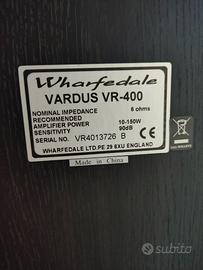 Wharfedale
VARDUS VR-400
NOMINAL IMPEDANCE 6 ohms
RECOMMENDED
AMPLIFIER POWER 10-150W
SENSITIVITY 90dB
SERIAL NO. VR4013726 B
WHARFEDALE LTD.PE 29 6XU ENGLAND
Made in China
subito